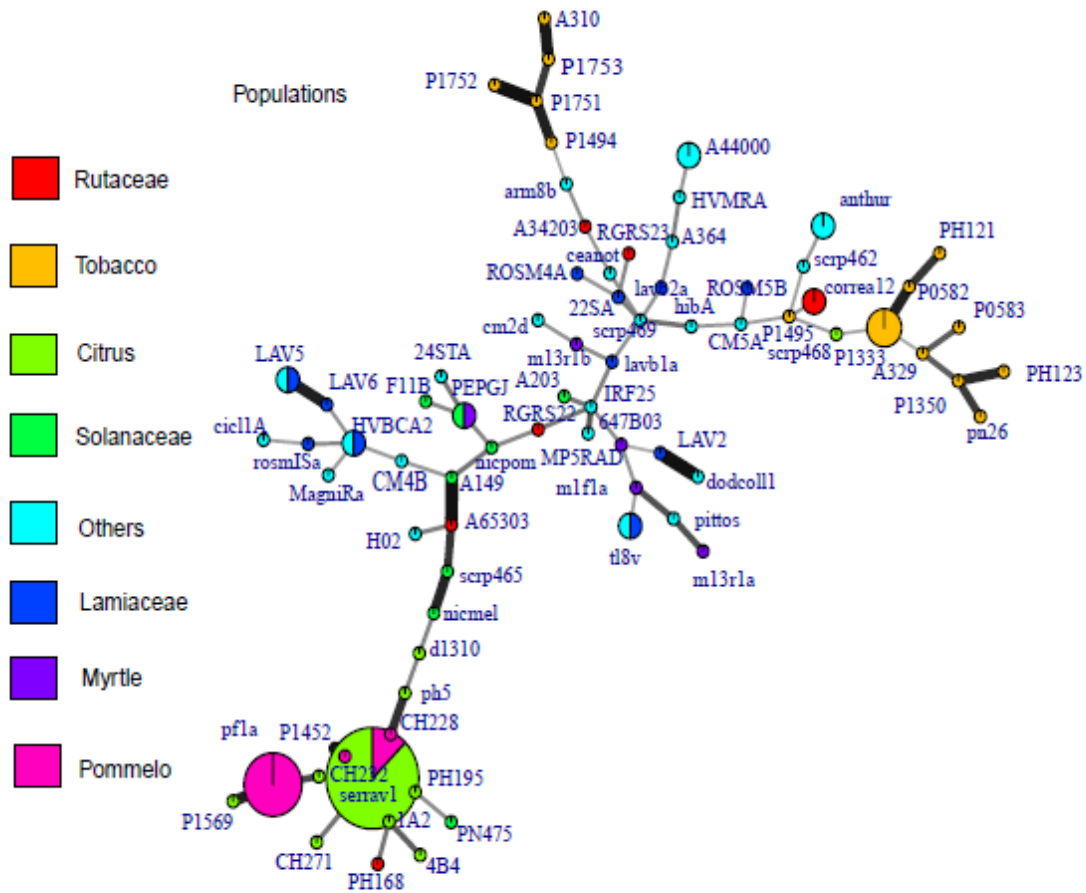 Populations
Rutaceae
Tobacco
Citrus
Solanaceae
Others
Lamiaceae
Myrtle
Pommelo
A310
P1753
P1752
P1751
P1494
arm8b
A44000
HVMRA
A34203
RGRS23
A364
anthur
scrp462
PH121
ceanot
ROSM4A
lavb2a
ROSM5B
correa12
P0582
22SA
hibA
P0583
cm2d
scrp469
CM5A
P1495
scrp468
P1333
m13r1b
lavb1a
A329
PH123
24STA
LAV5
LAV6
F11B
PEPGJ
A203
IRF25
P1350
RGRS22
647B03
pn26
cicl1A
HVBCA2
LAV2
rosmISa
nicpom
MP5RAD
MagniRa
CM4B
A149
m1f1a
dodcoll1
A65303
H02
pittos
tl8v
scrp465
m13r1a
nicmel
d1310
ph5
pf1a
P1452
CH228
CH232
PH195
serrav1
P1569
1A2
PN475
CH271
4B4
PH168